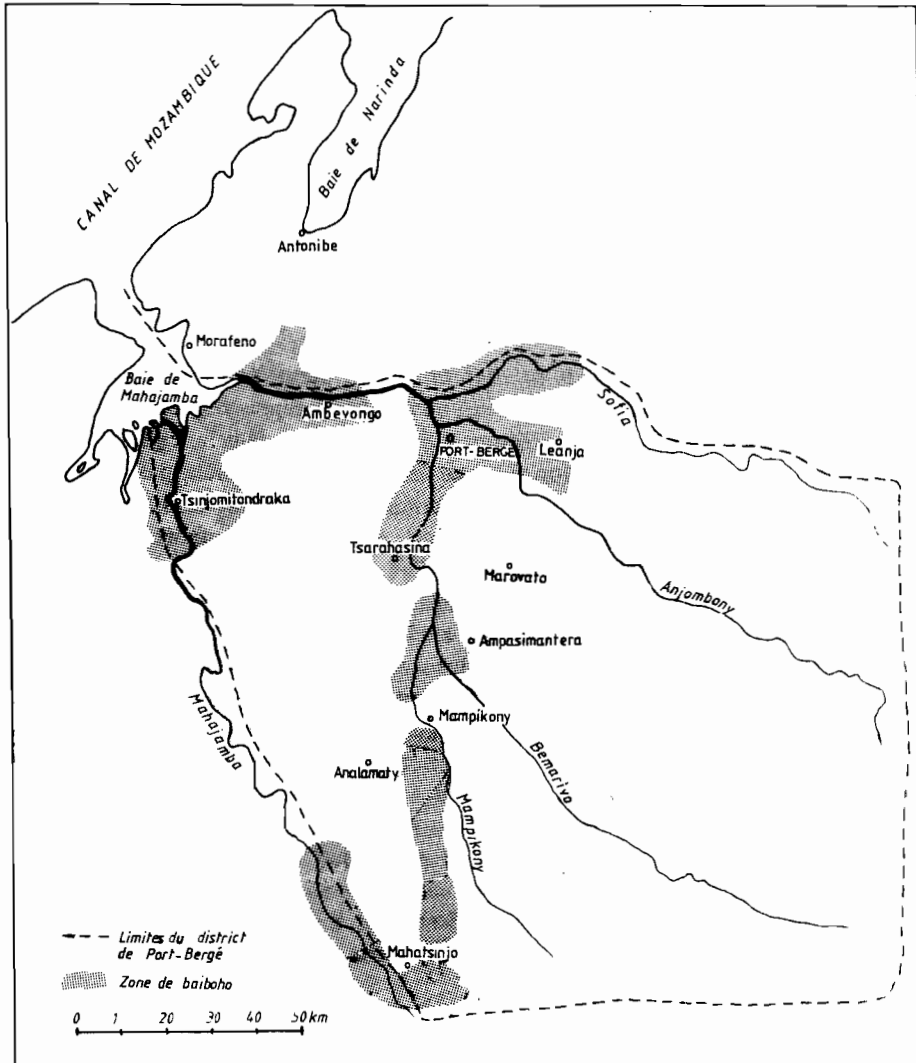 CANAL DE MOZAMBIQUE
Baie de Narinda
Antonibe
Morafeno
Baie de
Mahajamba
Ambevongo
Sofia
PORT-BERGÉ
Leanja
Tsinjomitondraka
Tsarahasina
Marovato
Anjombony
Ampasimantera
Mahajamba
Mampikony
Bemarivo
Analamaty
Mampikony
Mahatsinjo
Limites du district
de Port-Bergé
Zone de baiboho
0 1 20 30 40 50 km